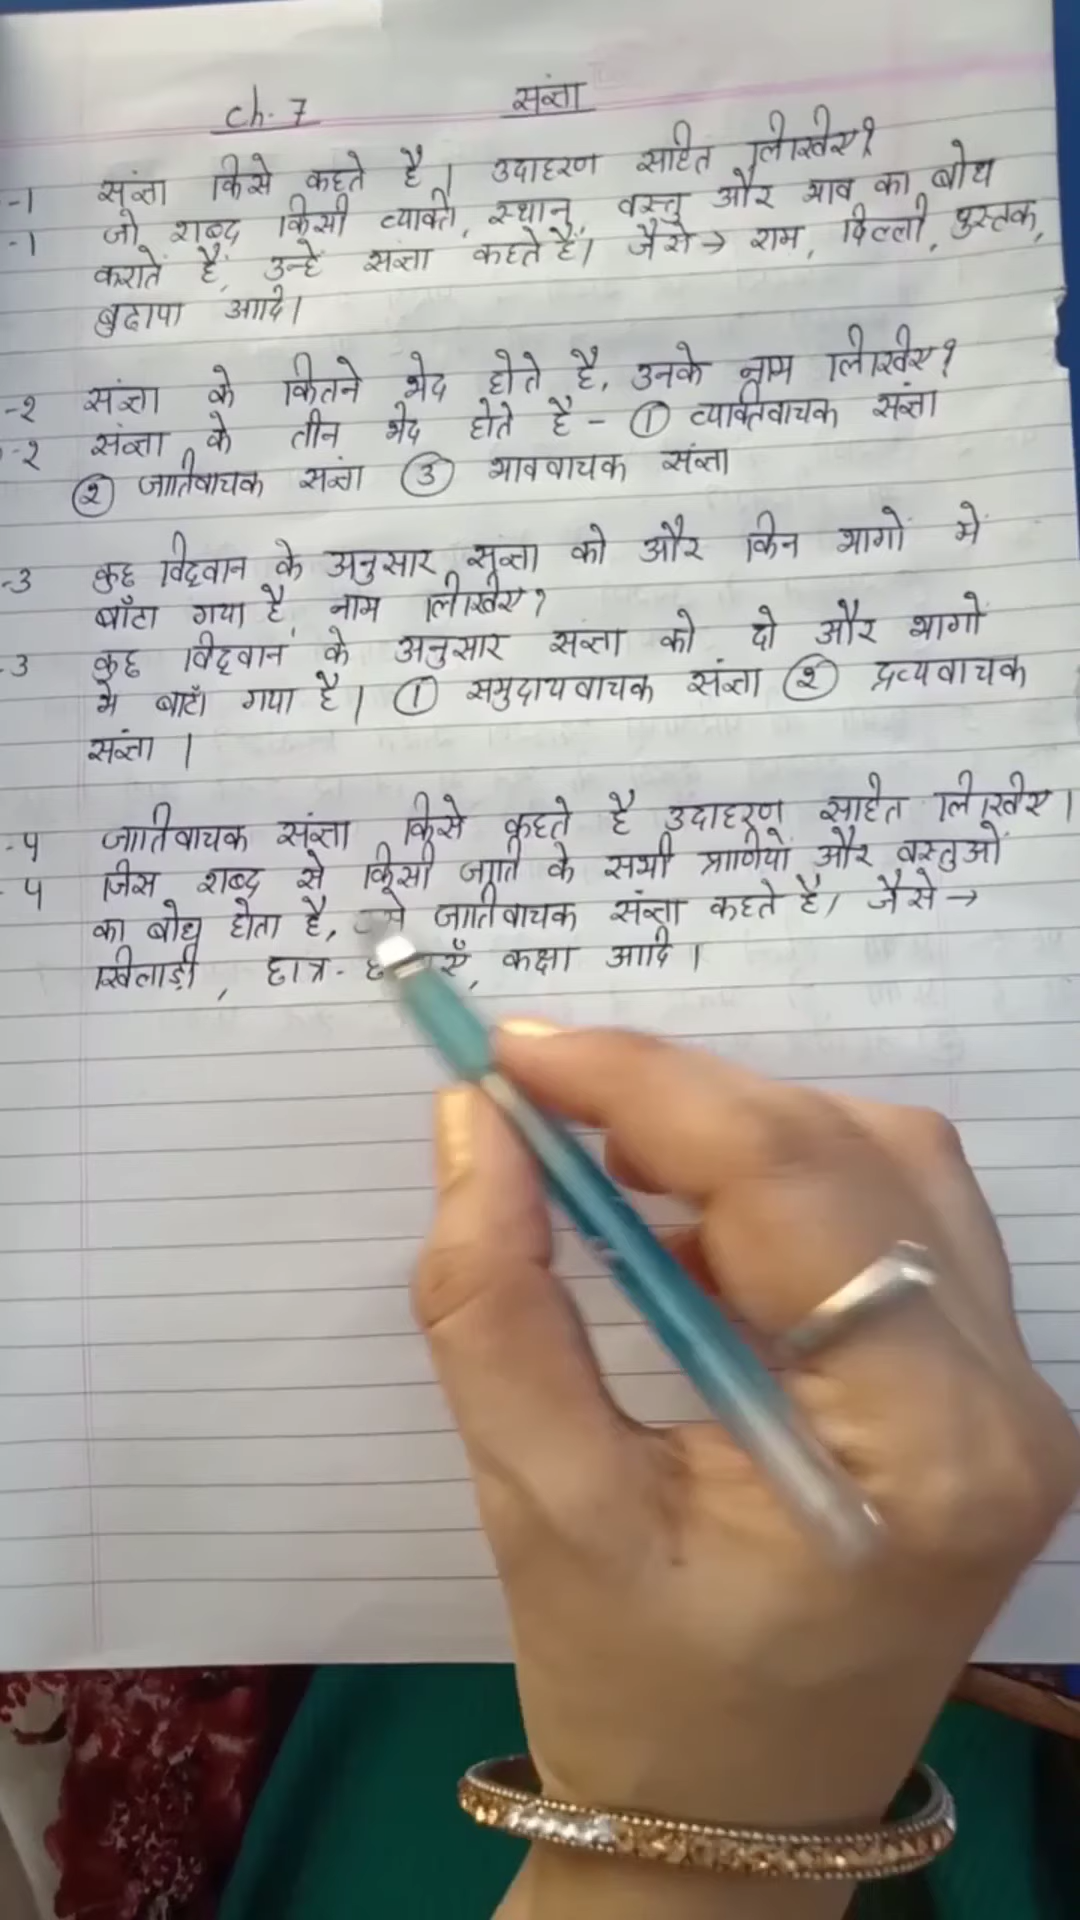 ch. 7 संज्ञा
-1 संज्ञा किसे कहते है। उदाहरण सहित लिखिए?
-1 जो शब्द किसी व्यक्ति, स्थान, वस्तु और भाव का बोध
कराते हैं, उन्हें संज्ञा कहते हैं। जैसे→ राम, दिल्ली, पुस्तक,
बुढापा आदि।
-२ संज्ञा के कितने भेद होते है, उनके नाम लिखिए?
-२ संज्ञा के तीन भेद होते है - ① व्यक्तिवाचक संज्ञा
② जातिवाचक संज्ञा ③ भाववाचक संज्ञा
-3 कुछ विद्वान के अनुसार संज्ञा को और किन भागों में
बाँटा गया है, नाम लिखिए?
-3 कुछ विद्वान के अनुसार संज्ञा को दो और भागों
मे बाटाँ गया है। ① समुदायवाचक संज्ञा ② द्रव्यवाचक
संज्ञा ।
-4 जातिवाचक संज्ञा किसे कहते है उदाहरण सहित लिखिए।
-4 जिस शब्द से किसी जाति के सभी प्राणियों और वस्तुओं
का बोध होता है, जातिवाचक संज्ञा कहते है। जैसे→
खिलाड़ी, छात्र- कक्षा आदि ।